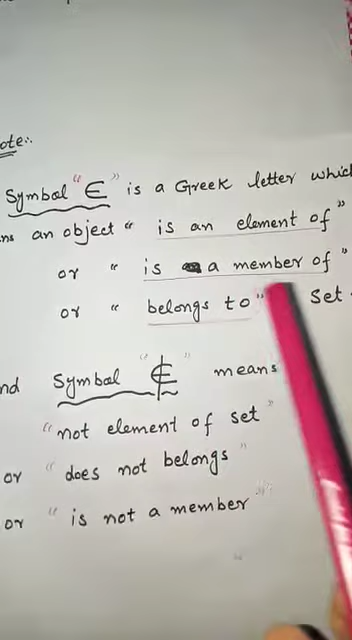 ote:-
Symbol "∈" is a Greek letter which
ns an object " is an element of "
or " is a member of "
or " belongs to " set.
nd Symbol "∉" means
"not element of set"
or "does not belongs"
or "is not a member"